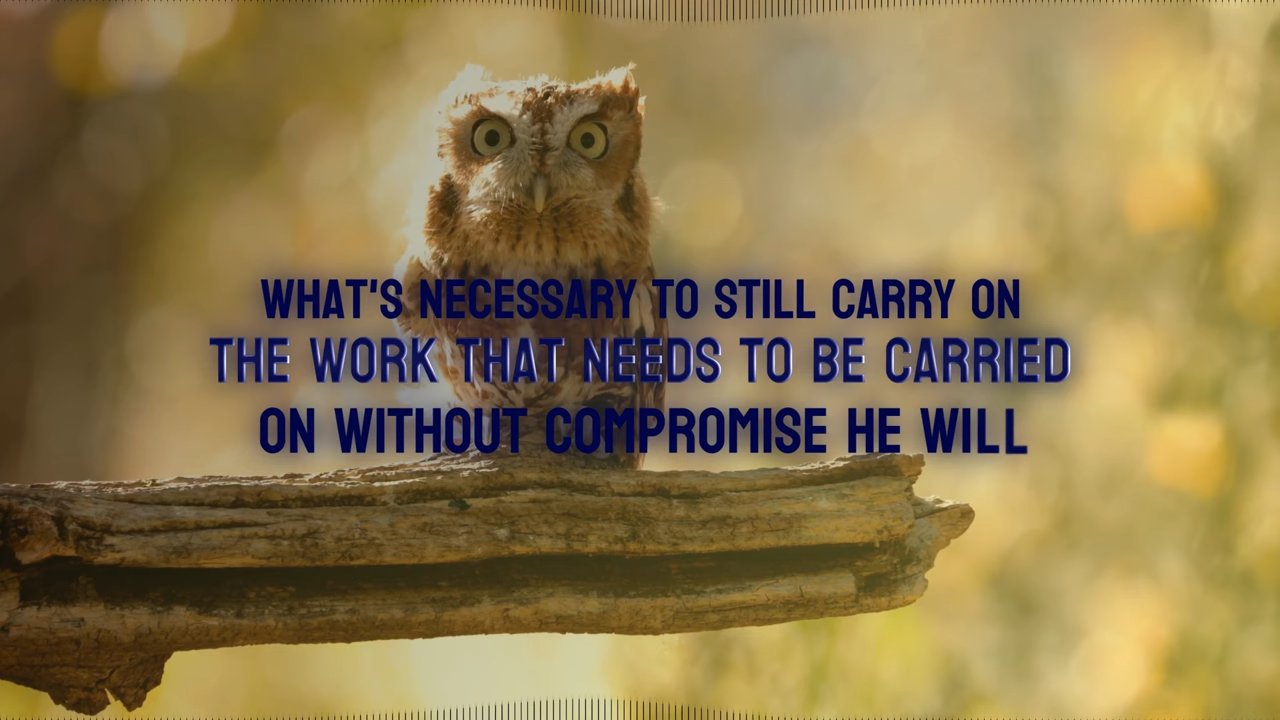 WHAT'S NECESSARY TO STILL CARRY ON
THE WORK THAT NEEDS TO BE CARRIED
ON WITHOUT COMPROMISE HE WILL